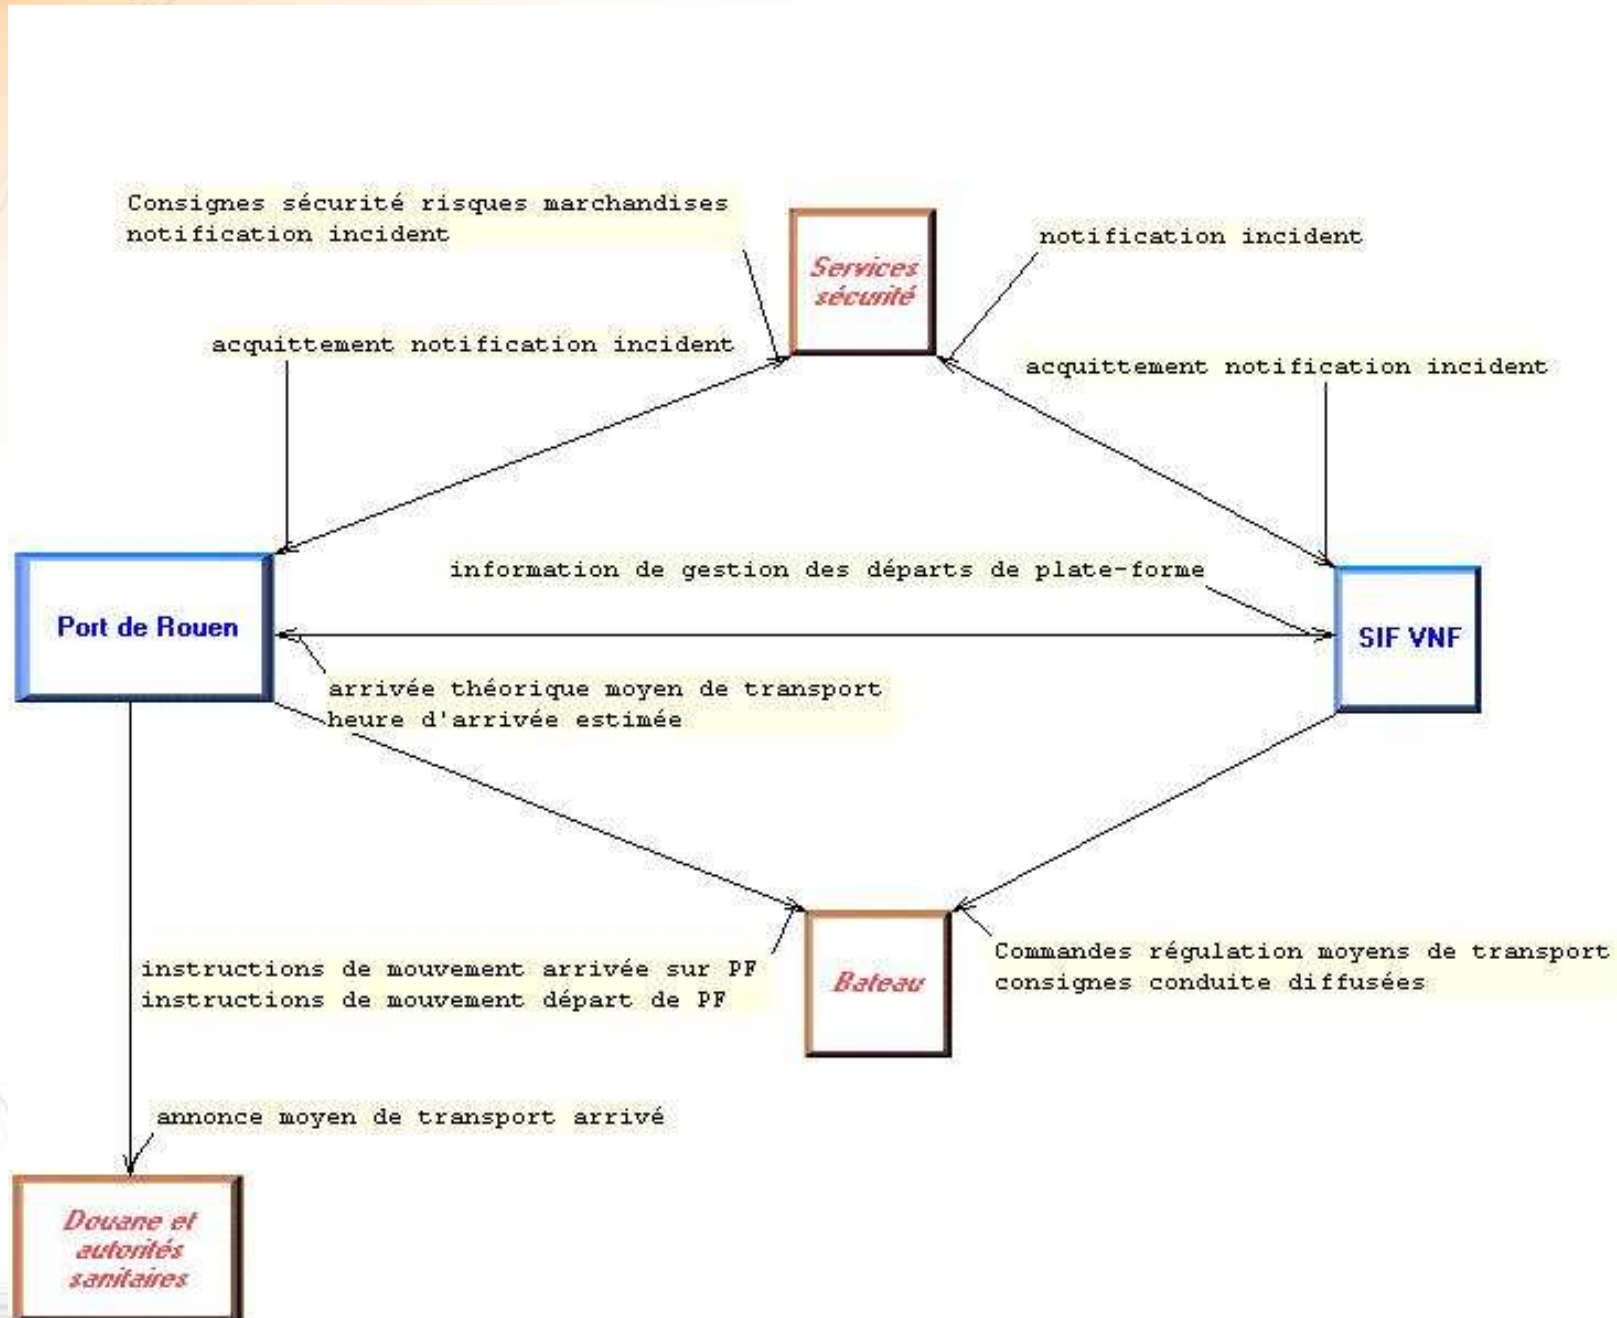 Consignes sécurité risques marchandises
notification incident
Services
sécurité
notification incident
acquittement notification incident
acquittement notification incident
information de gestion des départs de plate-forme
Port de Rouen
SIF VNF
arrivée théorique moyen de transport
heure d'arrivée estimée
instructions de mouvement arrivée sur PF
instructions de mouvement départ de PF
Bateau
Commandes régulation moyens de transport
consignes conduite diffusées
annonce moyen de transport arrivé
Douane et
autorités
sanitaires